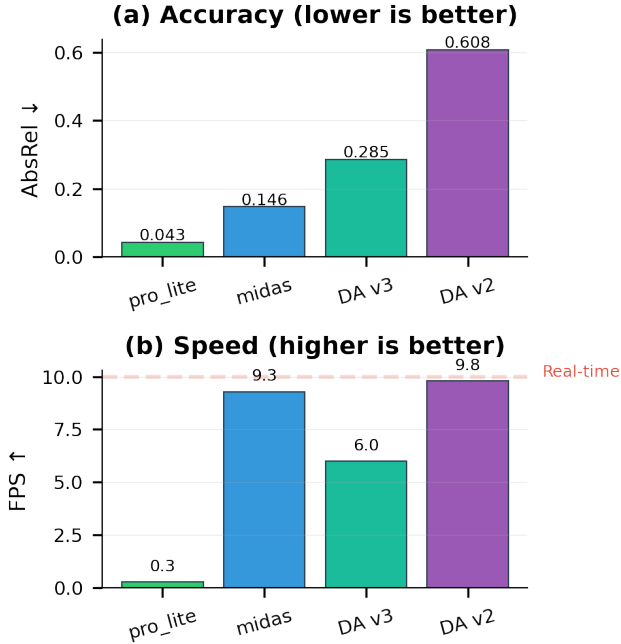 (a) Accuracy (lower is better)
AbsRel ↓
0.6
0.4
0.2
0.0
0.043
0.146
0.285
0.608
pro_lite
midas
DA v3
DA v2
(b) Speed (higher is better)
FPS ↑
10.0
7.5
5.0
2.5
0.0
0.3
9.3
6.0
9.8
Real-time
pro_lite
midas
DA v3
DA v2